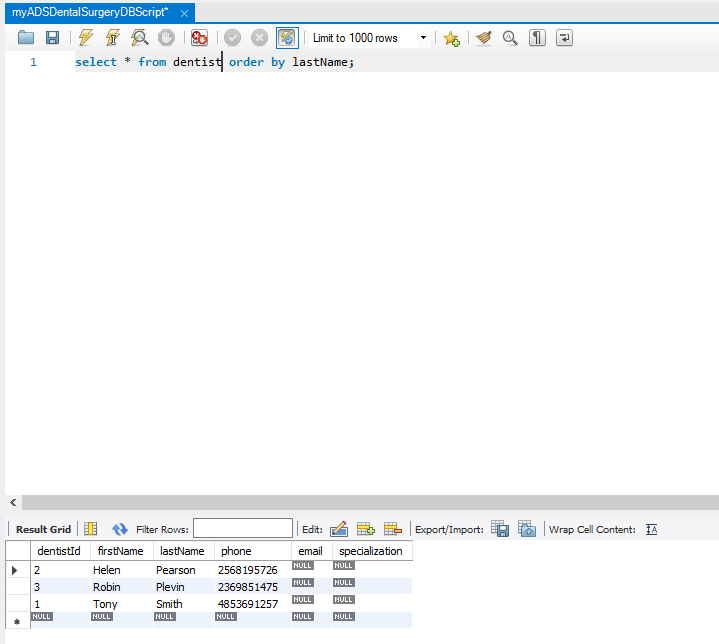 myADSDentalSurgeryDBScript*
Limit to 1000 rows
1 select * from dentist order by lastName;
Result Grid Filter Rows: Edit: Export/Import: Wrap Cell Content:
dentistId firstName lastName phone email specialization
2 Helen Pearson 2568195726 NULL NULL
3 Robin Plevin 2369851475 NULL NULL
1 Tony Smith 4853691257 NULL NULL
NULL NULL NULL NULL NULL NULL